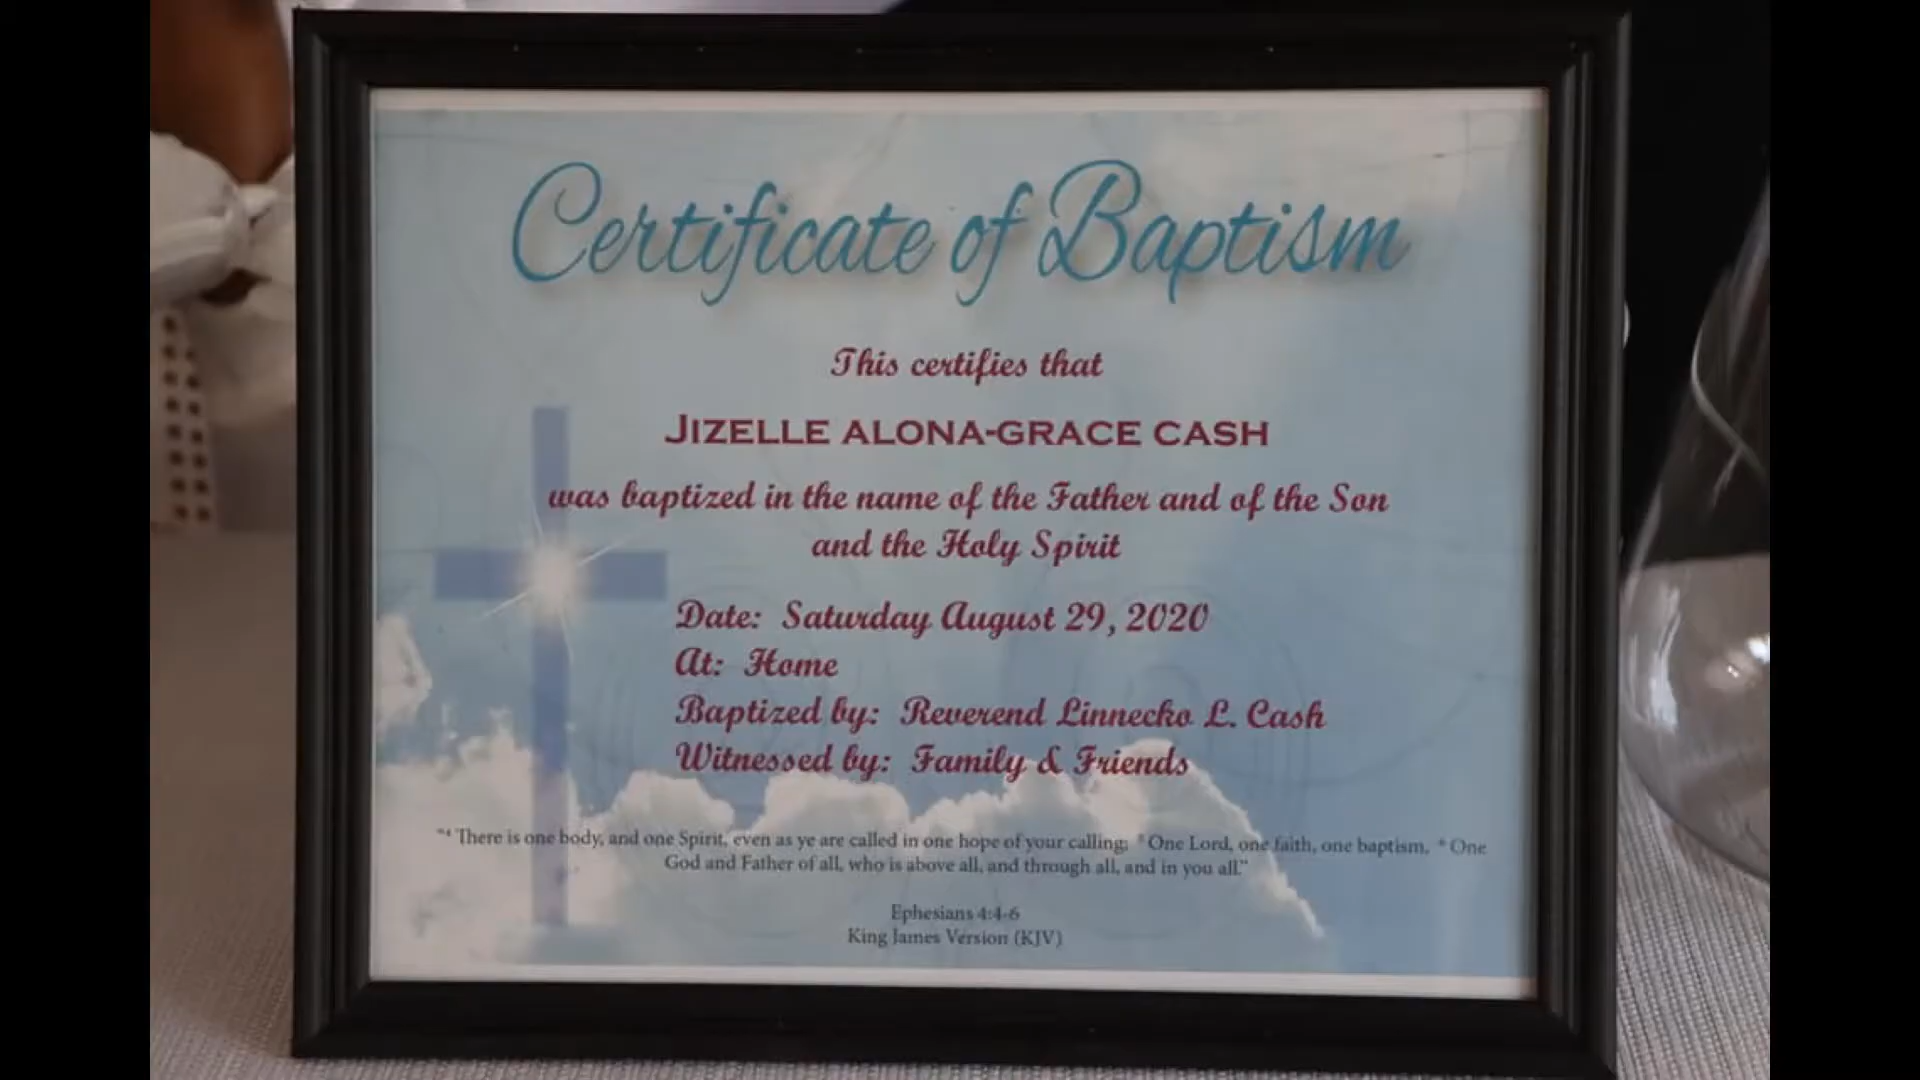 Certificate of Baptism
This certifies that
JIZELLE ALONA-GRACE CASH
was baptized in the name of the Father and of the Son
and the Holy Spirit
Date: Saturday August 29, 2020
At: Home
Baptized by: Reverend Linnecko L. Cash
Witnessed by: Family & Friends
"⁴ There is one body, and one Spirit, even as ye are called in one hope of your calling; ⁵ One Lord, one faith, one baptism, ⁶ One
God and Father of all, who is above all, and through all, and in you all."
Ephesians 4:4-6
King James Version (KJV)